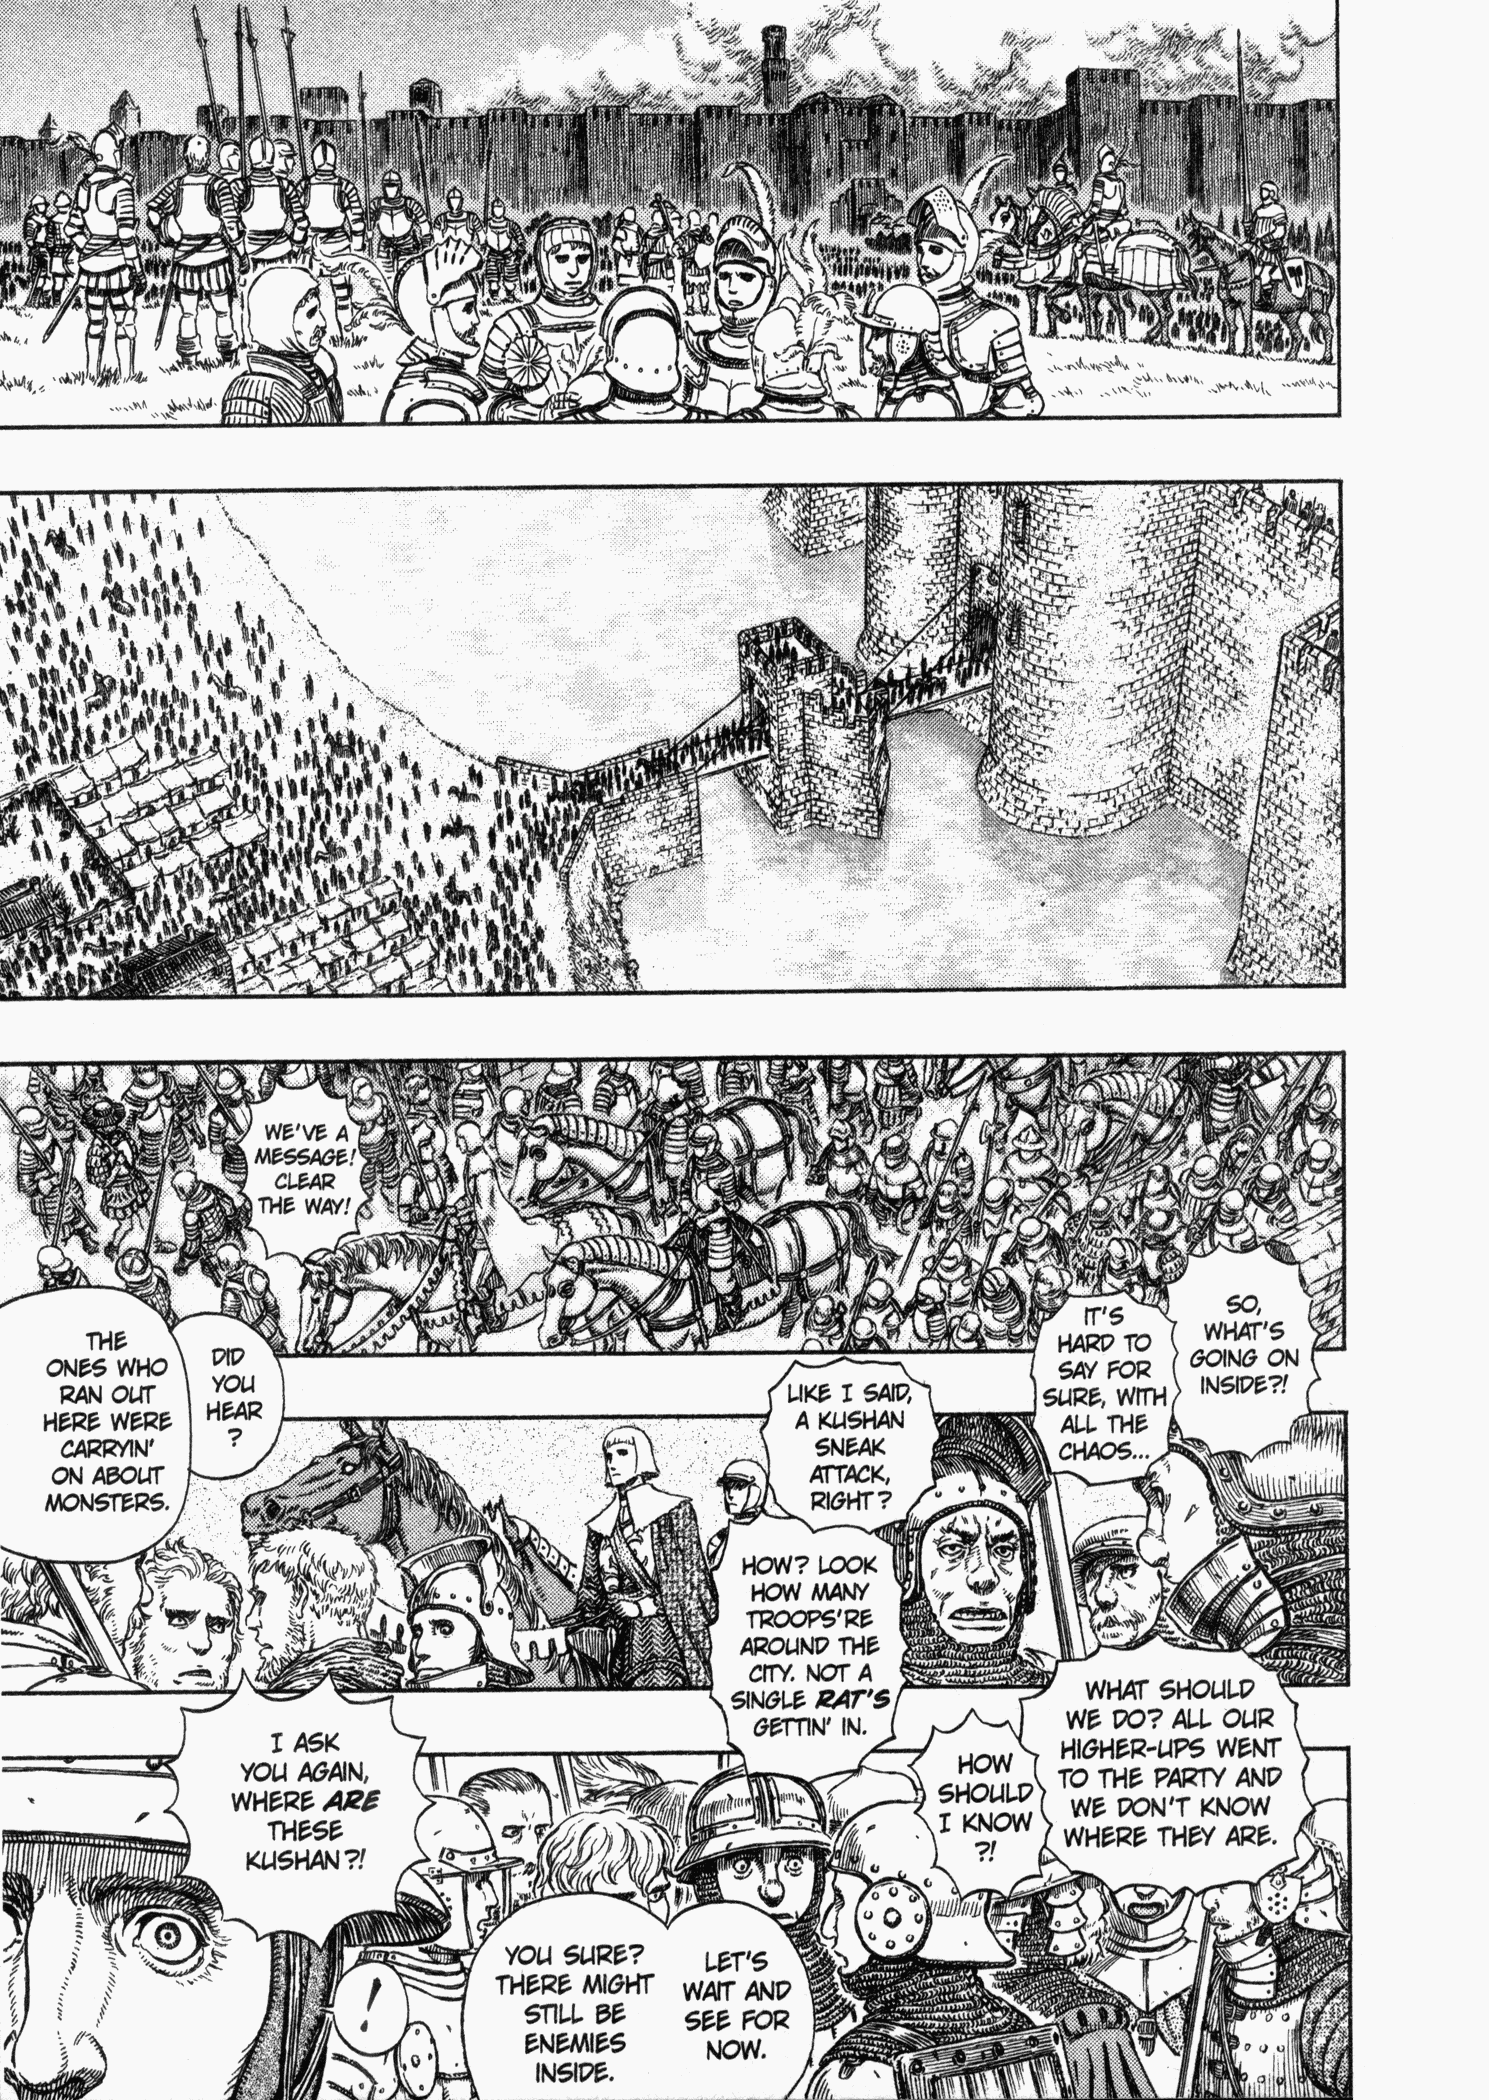 WE'VE A
MESSAGE!
CLEAR
THE WAY!
SO,
WHAT'S
GOING ON
INSIDE?!
IT'S
HARD TO
SAY FOR
SURE, WITH
ALL THE
CHAOS...
LIKE I SAID,
A KUSHAN
SNEAK
ATTACK,
RIGHT?
HOW? LOOK
HOW MANY
TROOPS'RE
AROUND THE
CITY. NOT A
SINGLE RAT'S
GETTIN' IN.
DID
YOU
HEAR
?
THE
ONES WHO
RAN OUT
HERE WERE
CARRYIN'
ON ABOUT
MONSTERS.
WHAT SHOULD
WE DO? ALL OUR
HIGHER-UPS WENT
TO THE PARTY AND
WE DON'T KNOW
WHERE THEY ARE.
HOW
SHOULD
I KNOW
?!
LET'S
WAIT AND
SEE FOR
NOW.
YOU SURE?
THERE MIGHT
STILL BE
ENEMIES
INSIDE.
I ASK
YOU AGAIN,
WHERE ARE
THESE
KUSHAN?!
!